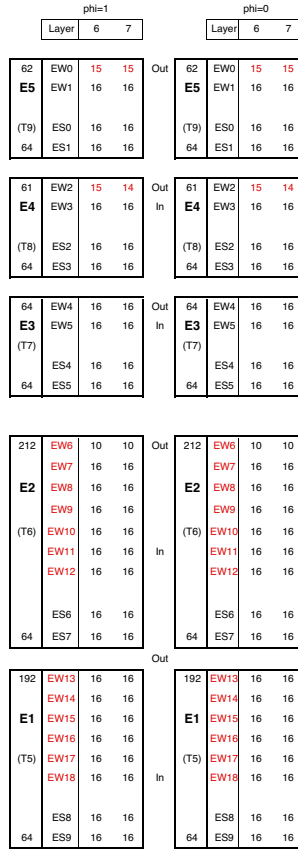 phi=1 phi=0
Layer 6 7 Layer 6 7
62 EW0 15 15 Out 62 EW0 15 15
E5 EW1 16 16 E5 EW1 16 16
(T9) ES0 16 16 (T9) ES0 16 16
64 ES1 16 16 64 ES1 16 16
61 EW2 15 14 Out 61 EW2 15 14
E4 EW3 16 16 In E4 EW3 16 16
(T8) ES2 16 16 (T8) ES2 16 16
64 ES3 16 16 64 ES3 16 16
64 EW4 16 16 Out 64 EW4 16 16
E3 EW5 16 16 In E3 EW5 16 16
(T7) (T7)
ES4 16 16 ES4 16 16
64 ES5 16 16 64 ES5 16 16
212 EW6 10 10 Out 212 EW6 10 10
EW7 16 16 EW7 16 16
E2 EW8 16 16 E2 EW8 16 16
EW9 16 16 EW9 16 16
(T6) EW10 16 16 (T6) EW10 16 16
EW11 16 16 In EW11 16 16
EW12 16 16 EW12 16 16
ES6 16 16 ES6 16 16
64 ES7 16 16 64 ES7 16 16
Out
192 EW13 16 16 192 EW13 16 16
EW14 16 16 EW14 16 16
E1 EW15 16 16 E1 EW15 16 16
EW16 16 16 EW16 16 16
(T5) EW17 16 16 (T5) EW17 16 16
EW18 16 16 In EW18 16 16
ES8 16 16 ES8 16 16
64 ES9 16 16 64 ES9 16 16